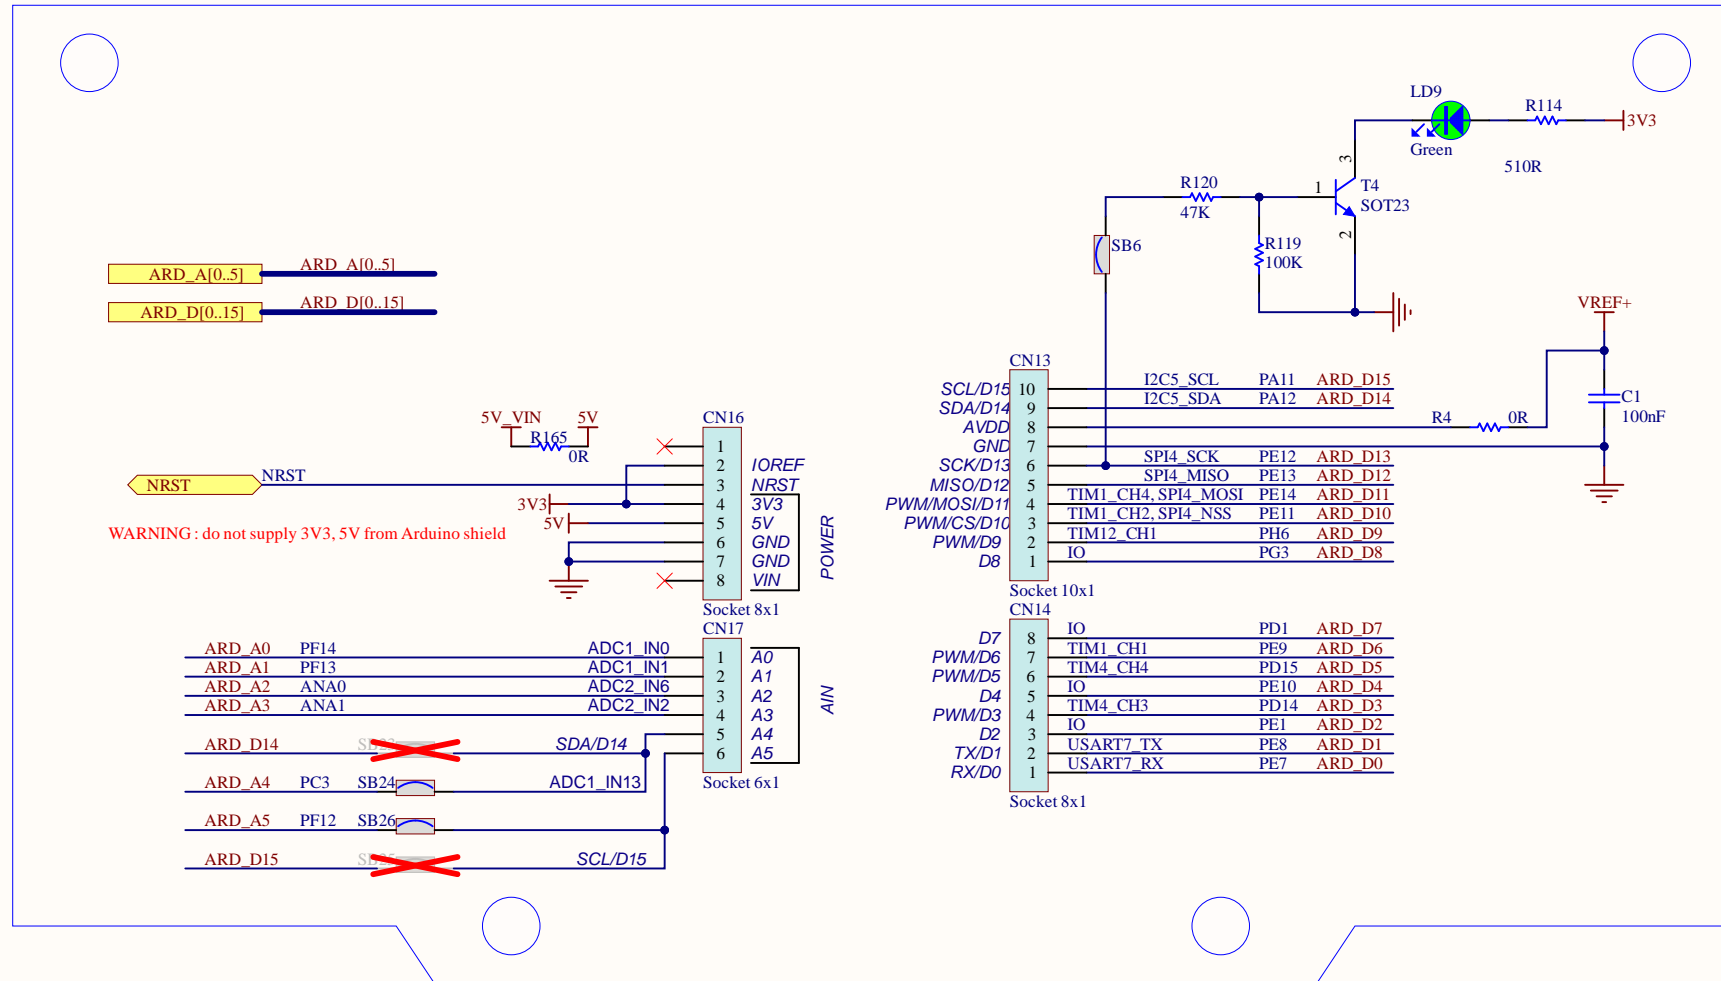 LD9
R114
3V3
Green
510R
3
R120
1
T4
47K
SOT23
2
SB6
R119
100K
ARD_A[0..5]
ARD_A[0..5]
ARD_D[0..15]
ARD_D[0..15]
VREF+
C1
100nF
R4
0R
CN13
SCL/D15 10 I2C5_SCL PA11 ARD_D15
SDA/D14 9 I2C5_SDA PA12 ARD_D14
AVDD 8
GND 7
SCK/D13 6 SPI4_SCK PE12 ARD_D13
MISO/D12 5 SPI4_MISO PE13 ARD_D12
PWM/MOSI/D11 4 TIM1_CH4, SPI4_MOSI PE14 ARD_D11
PWM/CS/D10 3 TIM1_CH2, SPI4_NSS PE11 ARD_D10
PWM/D9 2 TIM12_CH1 PH6 ARD_D9
D8 1 IO PG3 ARD_D8
Socket 10x1
5V_VIN
5V
R165
0R
CN16
1
2 IOREF
NRST
NRST
3 NRST
3V3
4 3V3
5V
5 5V
6 GND
7 GND
8 VIN
POWER
Socket 8x1
WARNING : do not supply 3V3, 5V from Arduino shield
CN17
ARD_A0 PF14 ADC1_IN0 1 A0
ARD_A1 PF13 ADC1_IN1 2 A1
ARD_A2 ANA0 ADC2_IN6 3 A2
ARD_A3 ANA1 ADC2_IN2 4 A3
5 A4
6 A5
AIN
Socket 6x1
ARD_D14 SDA/D14
ARD_A4 PC3 SB24 ADC1_IN13
ARD_A5 PF12 SB26
ARD_D15 SCL/D15
CN14
D7 8 IO PD1 ARD_D7
PWM/D6 7 TIM1_CH1 PE9 ARD_D6
PWM/D5 6 TIM4_CH4 PD15 ARD_D5
D4 5 IO PE10 ARD_D4
PWM/D3 4 TIM4_CH3 PD14 ARD_D3
D2 3 IO PE1 ARD_D2
TX/D1 2 USART7_TX PE8 ARD_D1
RX/D0 1 USART7_RX PE7 ARD_D0
Socket 8x1